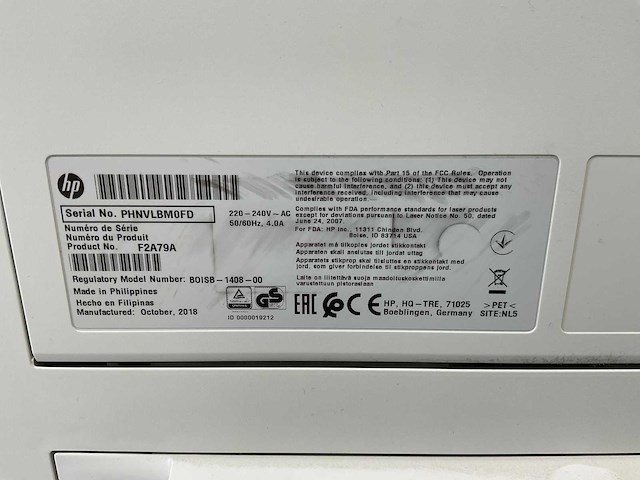 hp
This device complies with Part 15 of the FCC Rules. Operation
is subject to the following conditions: (1) This device may not
cause harmful interference, and (2) this device must accept
interference received, including interference that may cause
undesired operation.
Serial No. PHNVLBM0FD
220-240V-AC
50/60Hz, 4.0A
Complies with FDA performance standards for laser products
except for deviations pursuant to Laser Notice No. 50, dated
June 24, 2007.
For FDA: HP Inc., 11311 Chinden Blvd.
Boise, ID 83714 USA
Numéro de Série
Número do Produto
Product No. F2A79A
Apparatet må tilkoples jordet stikkontakt
Apparaten skall anslutas till jordat uttag
Apparatets stikprop skal tilsluttes en stikkontakt med jord,
som giver forbindelse til stikproppens jord.
Laite on liitettävä suojamaadoituskoskettimilla
varustettuun pistorasiaan.
Regulatory Model Number: BOISB-1408-00
Made in Philippines
Hecho en Filipinas
Manufactured: October, 2018
GS
ID 0000019212
EAC
CE
HP, HQ-TRE, 71025
Boeblingen, Germany
>PET<
SITE:NL5